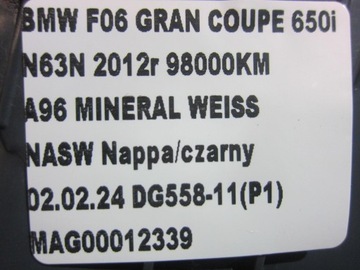 BMW F06 GRAN COUPE 650i
N63N 2012r 98000KM
A96 MINERAL WEISS
NASW Nappa/czarny
02.02.24 DG558-11(P1)
MAG00012339